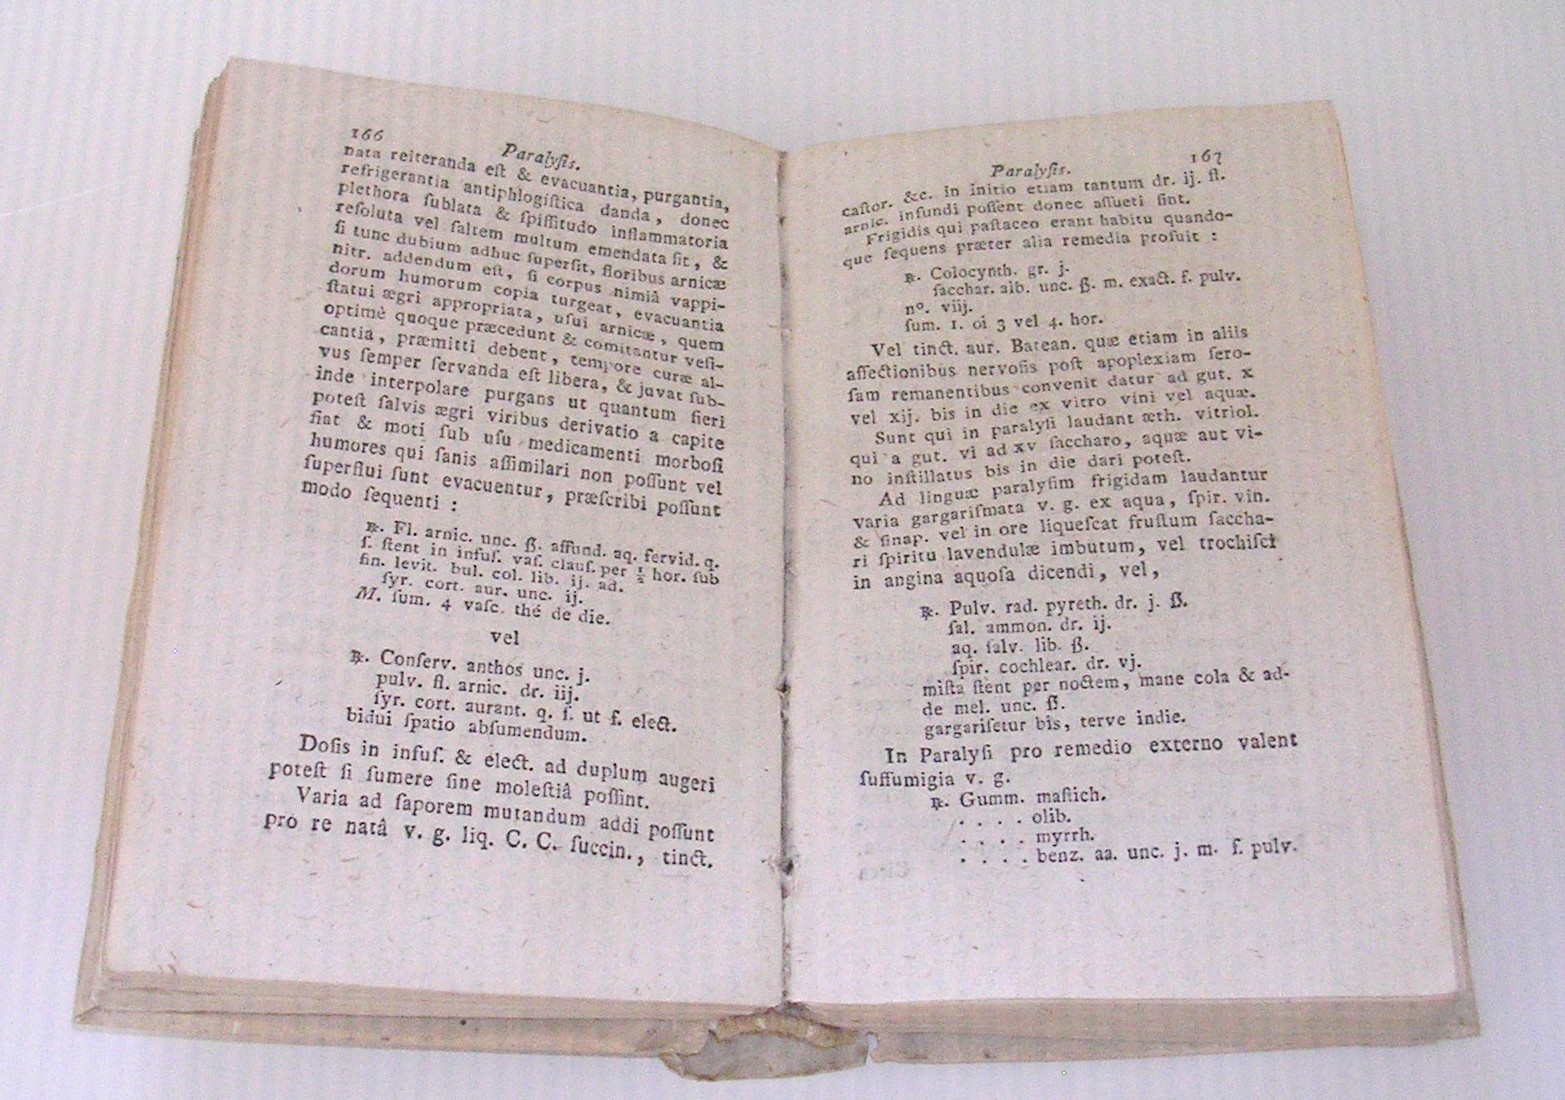 166
Paralyſis.
nata reiteranda eſt & evacuantia, purgantia,
refrigerantia antiphlogiſtica danda, donec
plethora ſublata & ſpiſſitudo inflammatoria
reſoluta vel ſaltem multum emendata ſit, &
ſi tunc dubium adhuc ſuperſit, floribus arnicæ
nitr. addendum eſt, ſi corpus nimiâ vappi-
dorum humorum copia turgeat, evacuantia
ſtatui ægri appropriata, uſui arnicæ, quem
optimè quoque præcedunt & comitantur veſi-
cantia, præmitti debent, tempore curæ al-
vus ſemper ſervanda eſt libera, & juvat ſub-
inde interpolare purgans ut quantum fieri
poteſt ſalvis ægri viribus derivatio a capite
fiat & moti ſub uſu medicamenti morboſi
humores qui ſanis aſſimilari non poſſunt vel
ſuperflui ſunt evacuentur, præſcribi poſſunt
modo ſequenti :
℞. Fl. arnic. unc. ß. affund. aq. fervid. q.
ſ. ſtent in infuſ. vaſ. clauſ. per ½ hor. ſub
fin. levit. bul. col. lib. ij. ad.
ſyr. cort. aur. unc. ij.
M. ſum. 4 vaſc. thé de die.
vel
℞. Conſerv. anthos unc. j.
pulv. fl. arnic. dr. iij.
ſyr. cort. aurant. q. ſ. ut f. elect.
bidui ſpatio abſumendum.
Doſis in infuſ. & elect. ad duplum augeri
poteſt ſi ſumere ſine moleſtiâ poſſint.
Varia ad ſaporem mutandum addi poſſunt
pro re natâ v. g. liq. C. C. ſuccin., tinct.
Paralyſis.
167
caſtor. &c. in initio etiam tantum dr. ij. fl.
arnic. infundi poſſent donec aſſueti ſint.
Frigidis qui paſtaceo erant habitu quando-
que ſequens præter alia remedia profuit :
℞. Colocynth. gr. j.
ſacchar. alb. unc. ß. m. exact. f. pulv.
nº. viij.
ſum. 1. oi 3 vel 4. hor.
Vel tinct. aur. Batean. quæ etiam in aliis
affectionibus nervoſis poſt apoplexiam ſero-
ſam remanentibus convenit datur ad gut. x
vel xij. bis in die ex vitro vini vel aquæ.
Sunt qui in paralyſi laudant æth. vitriol.
qui a gut. vi ad xv ſaccharo, aquæ aut vi-
no inſtillatus bis in die dari poteſt.
Ad linguæ paralyſim frigidam laudantur
varia gargariſmata v. g. ex aqua, ſpir. vin.
& ſinap. vel in ore liqueſcat fruſtum ſaccha-
ri ſpiritu lavendulæ imbutum, vel trochiſci
in angina aquoſa dicendi, vel,
℞. Pulv. rad. pyreth. dr. j. ß.
ſal. ammon. dr. ij.
aq. ſalv. lib. ß.
ſpir. cochlear. dr. vj.
miſta ſtent per noctem, mane cola & ad-
de mel. unc. ß.
gargariſetur bis, terve indie.
In Paralyſi pro remedio externo valent
ſuffumigia v. g.
℞. Gumm. maſtich.
. . . . olib.
. . . . myrrh.
. . . . benz. aa. unc. j. m. f. pulv.